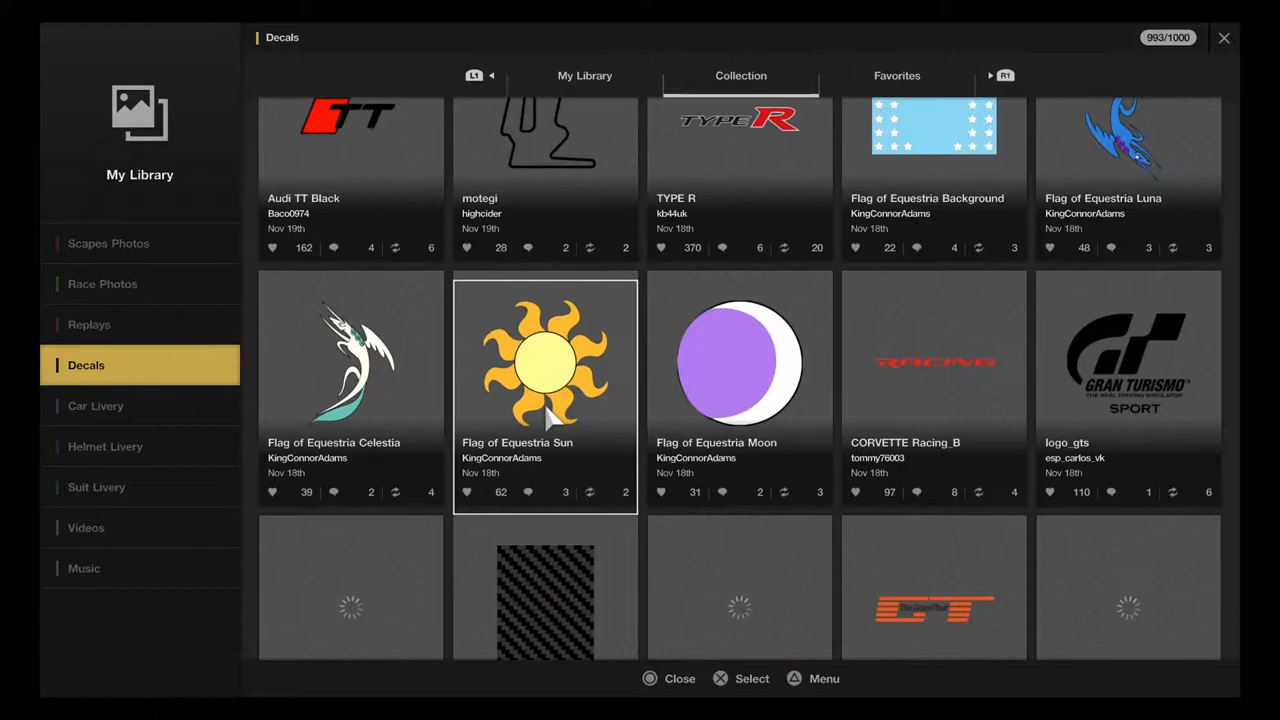 Decals
993/1000
My Library
L1
My Library
Collection
Favorites
R1
Scapes Photos
Race Photos
Replays
Decals
Car Livery
Helmet Livery
Suit Livery
Videos
Music
TT
TYPE R
Audi TT Black
Baco0974
Nov 19th
162 4 6
motegi
highcider
Nov 19th
28 2 2
TYPE R
kb44uk
Nov 18th
370 6 20
Flag of Equestria Background
KingConnorAdams
Nov 18th
22 4 3
Flag of Equestria Luna
KingConnorAdams
Nov 18th
48 3 3
Flag of Equestria Celestia
KingConnorAdams
Nov 18th
39 2 4
Flag of Equestria Sun
KingConnorAdams
Nov 18th
62 3 2
Flag of Equestria Moon
KingConnorAdams
Nov 18th
31 2 3
RACING
CORVETTE Racing_B
tommy76003
Nov 18th
97 8 4
GT
GRAN TURISMO
THE REAL DRIVING SIMULATOR
SPORT
logo_gts
esp_carlos_vk
Nov 18th
110 1 6
GT
The Grand Tour
Close
Select
Menu